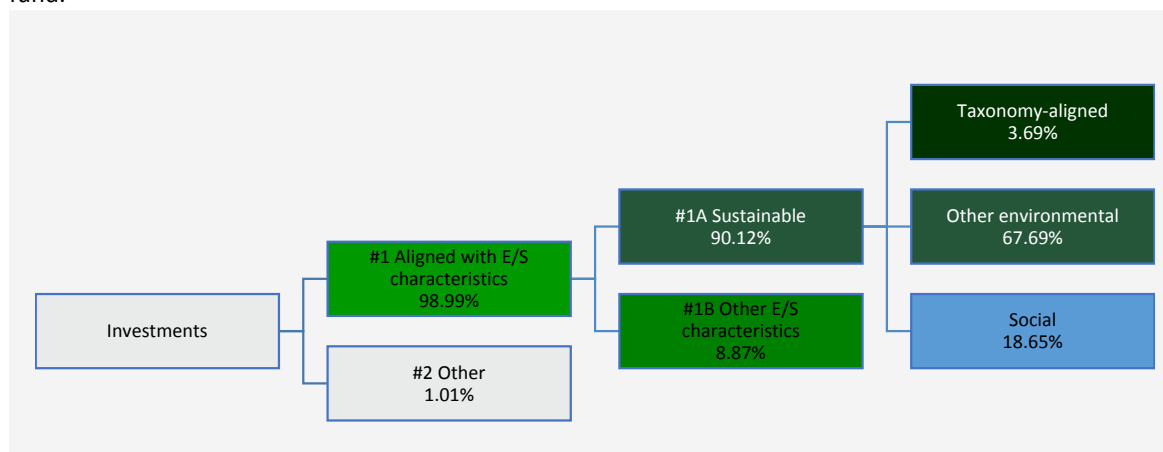 fund.
Investments
#1 Aligned with E/S
characteristics
98.99%
#2 Other
1.01%
#1A Sustainable
90.12%
#1B Other E/S
characteristics
8.87%
Taxonomy-aligned
3.69%
Other environmental
67.69%
Social
18.65%